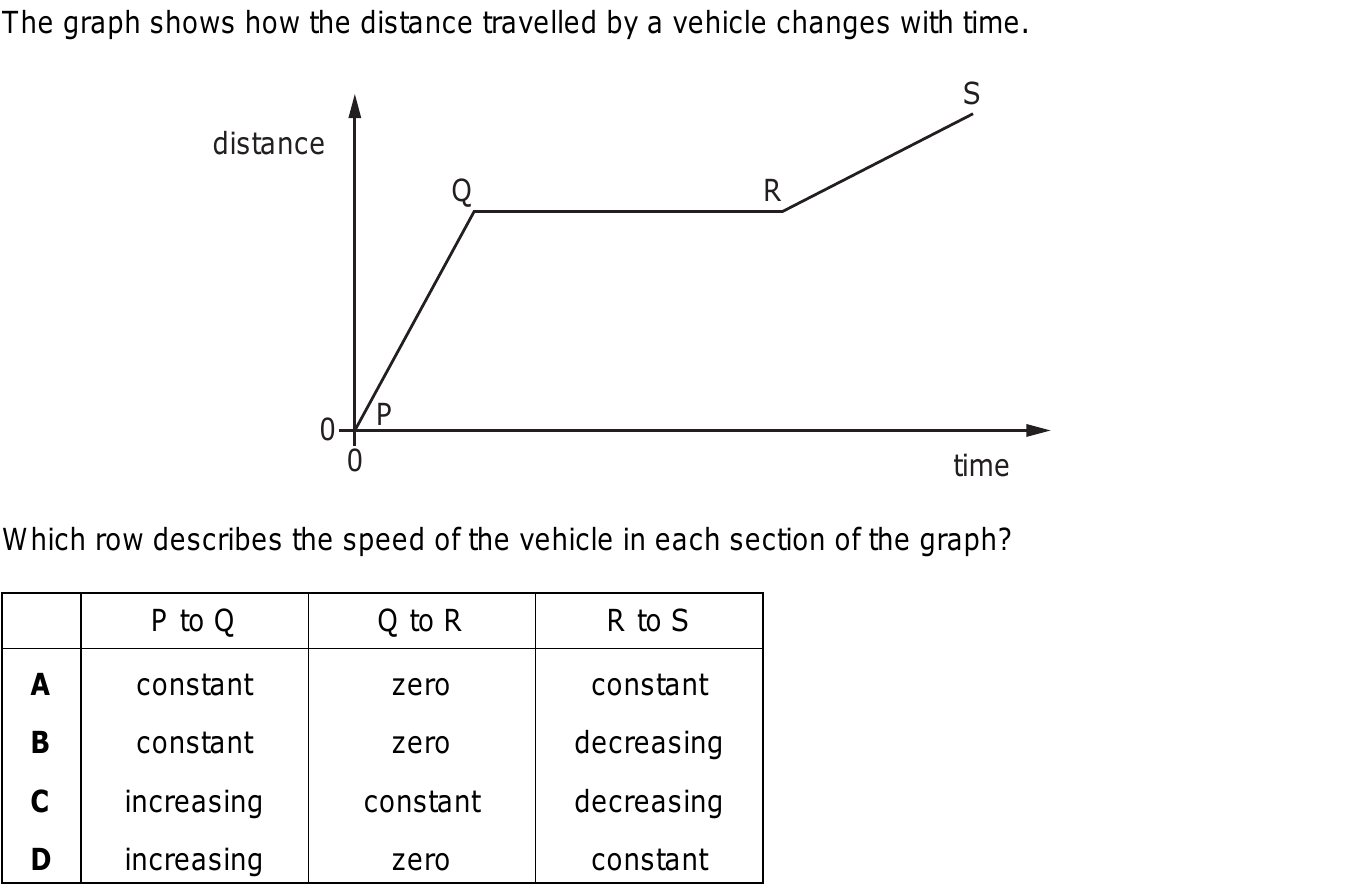 The graph shows how the distance travelled by a vehicle changes with time.
S
distance
Q R
P
0
0
time
Which row describes the speed of the vehicle in each section of the graph?
P to Q Q to R R to S
A constant zero constant
B constant zero decreasing
C increasing constant decreasing
D increasing zero constant